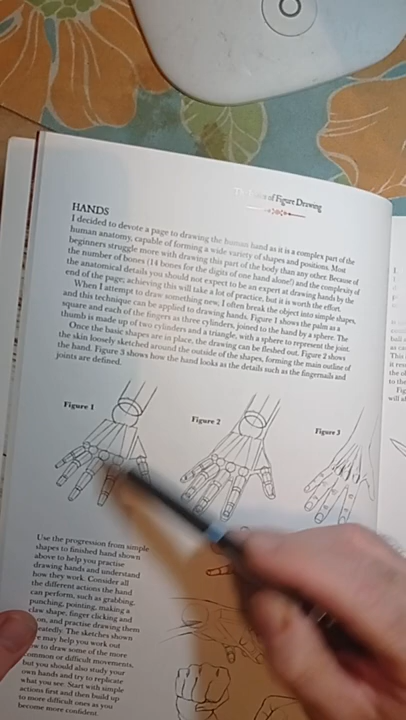 of Figure Drawing
HANDS
I decided to devote a page to drawing the human hand as it is a complex part of the
human anatomy, capable of forming a wide variety of shapes and positions. Most
beginners struggle more with drawing this part of the body than any other. Because of
the number of bones (14 bones for the digits of one hand alone!) and the complexity of
the anatomical details you should not expect to be an expert at drawing hands by the
end of the page; achieving this will take a lot of practice, but it is worth the effort.
When I attempt to draw something new, I often break the object into simple shapes,
and this technique can be applied to drawing hands. Figure 1 shows the palm as a
square and each of the fingers as three cylinders, joined to the hand by a sphere. The
thumb is made up of two cylinders and a triangle, with a sphere to represent the joint.
Once the basic shapes are in place, the drawing can be fleshed out. Figure 2 shows
the skin loosely sketched around the outside of the shapes, forming the main outline of
the hand. Figure 3 shows how the hand looks as the details such as the fingernails and
joints are defined.
Figure 1
Figure 2
Figure 3
Use the progression from simple
shapes to finished hand shown
above to help you practise
drawing hands and understand
how they work. Consider all
the different actions the hand
can perform, such as grabbing,
punching, pointing, making a
claw shape, finger clicking and
so on, and practise drawing them
repeatedly. The sketches shown
may help you work out
how to draw some of the more
common or difficult movements,
but you should also study your
own hands and try to replicate
what you see. Start with simple
actions first and then build up
to more difficult ones as you
become more confident.